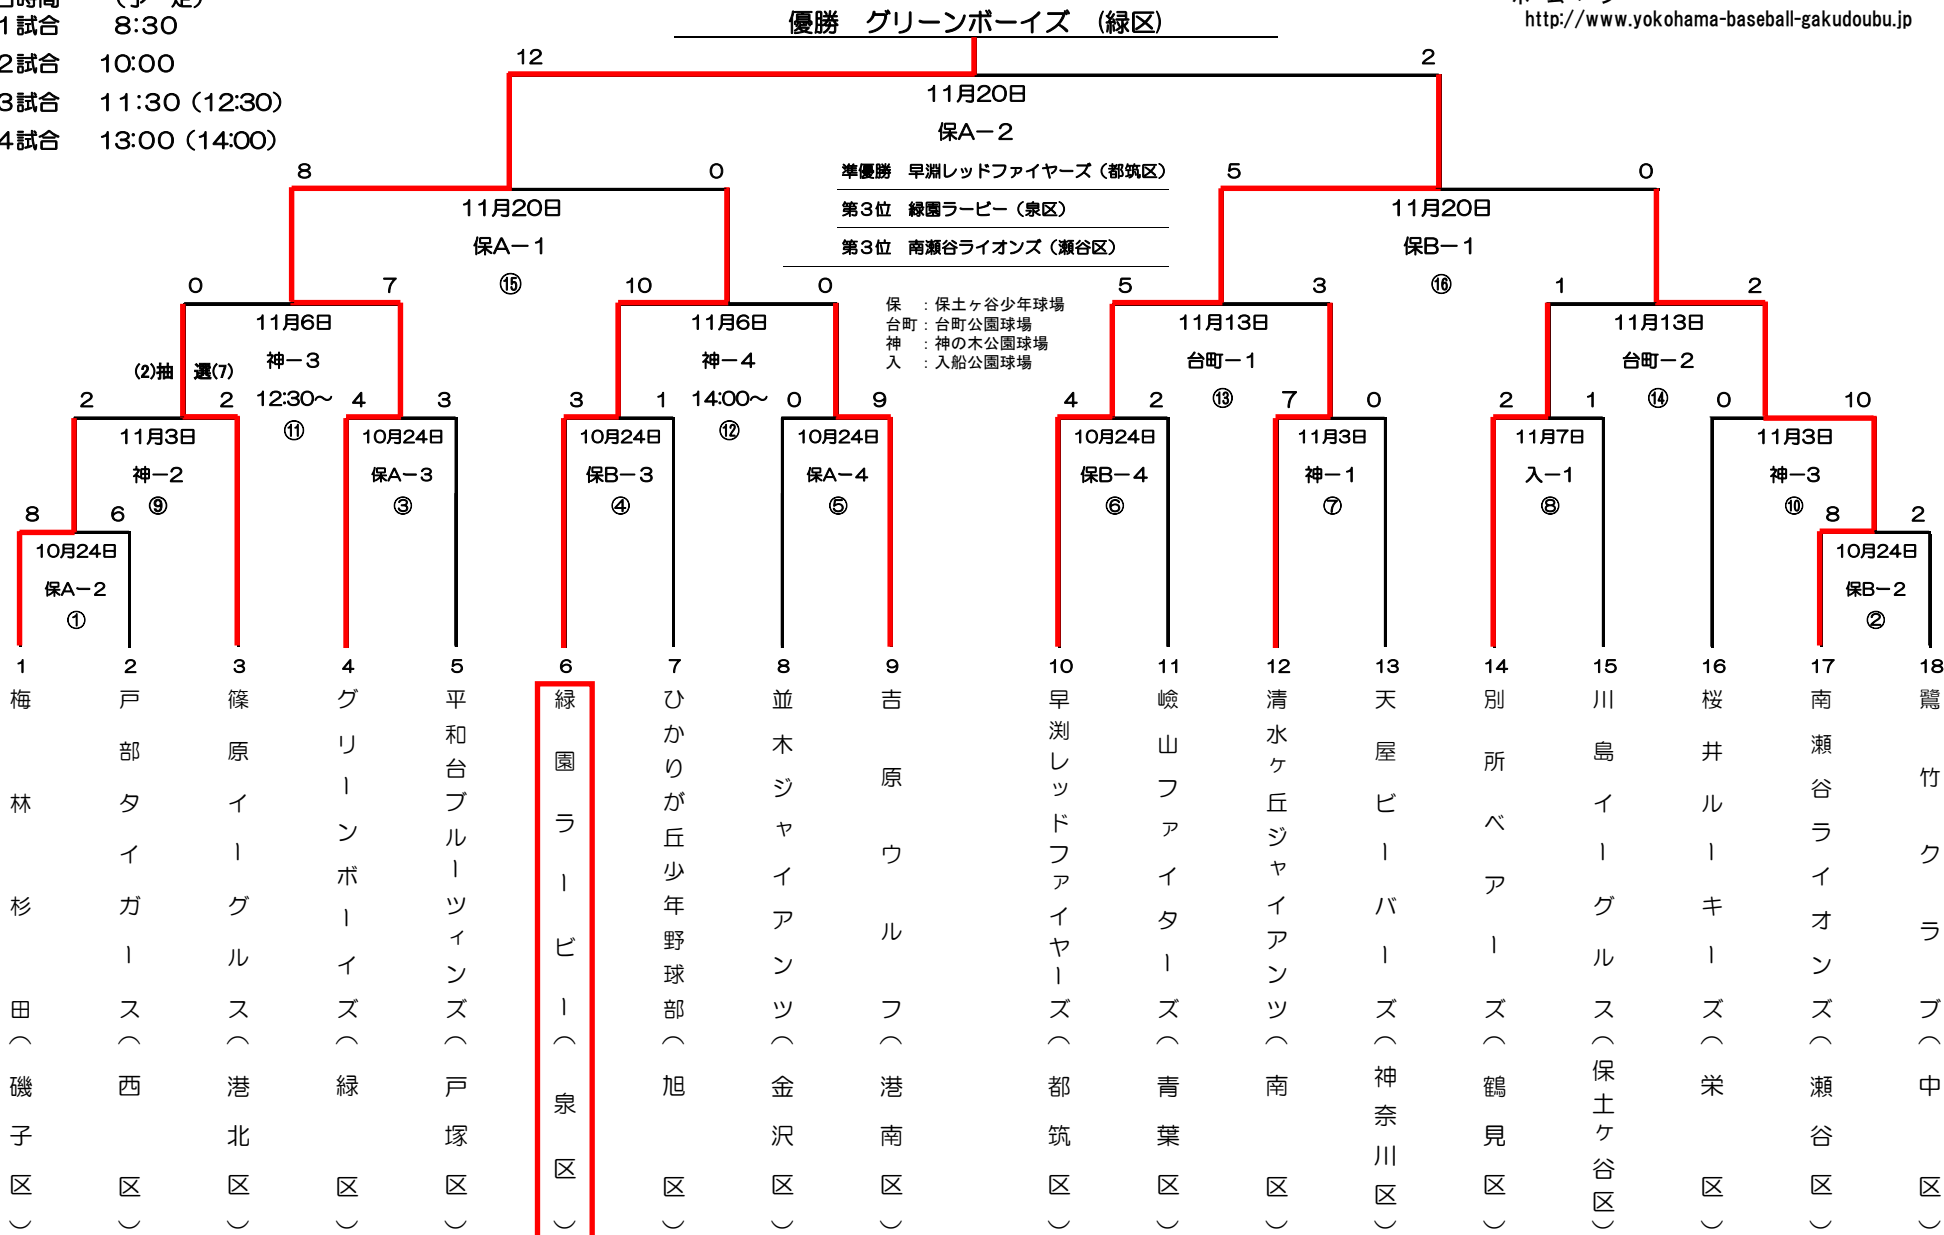 （予　定）
1試合　8:30
2試合　10:00
3試合　11:30（12:30）
4試合　13:00（14:00）
http://www.yokohama-baseball-gakudoubu.jp
優勝　グリーンボーイズ　(緑区)
12　2
11月20日
保A－2
8　0
11月20日
保A－1
⑮
準優勝　早淵レッドファイヤーズ（都筑区）
第3位　緑園ラービー（泉区）
第3位　南瀬谷ライオンズ（瀬谷区）
5　0
11月20日
保B－1
⑯
保　：保土ヶ谷少年球場
台町：台町公園球場
神　：神の木公園球場
入　：入船公園球場
0　7
11月6日
神－3
12:30～
⑪
10　0
11月6日
神－4
14:00～
⑫
5　3
11月13日
台町－1
⑬
1　2
11月13日
台町－2
⑭
(2)抽　選(7)
2　2
11月3日
神－2
⑨
4　3
10月24日
保A－3
③
3　1
10月24日
保B－3
④
0　9
10月24日
保A－4
⑤
4　2
10月24日
保B－4
⑥
7　0
11月3日
神－1
⑦
2　1
11月7日
入－1
⑧
0　10
11月3日
神－3
⑩
8　6
10月24日
保A－2
①
8　2
10月24日
保B－2
②
1　梅林杉田（磯子区）
2　戸部タイガース（西区）
3　篠原イーグルス（港北区）
4　グリーンボーイズ（緑区）
5　平和台ブルーツィンズ（戸塚区）
6　緑園ラービー（泉区）
7　ひかりが丘少年野球部（旭区）
8　並木ジャイアンツ（金沢区）
9　吉原ウルフ（港南区）
10　早渕レッドファイヤーズ（都筑区）
11　嶮山ファイターズ（青葉区）
12　清水ヶ丘ジャイアンツ（南区）
13　天屋ビーバーズ（神奈川区）
14　別所ベアーズ（鶴見区）
15　川島イーグルス（保土ヶ谷区）
16　桜井ルーキーズ（栄区）
17　南瀬谷ライオンズ（瀬谷区）
18　鷺竹クラブ（中区）